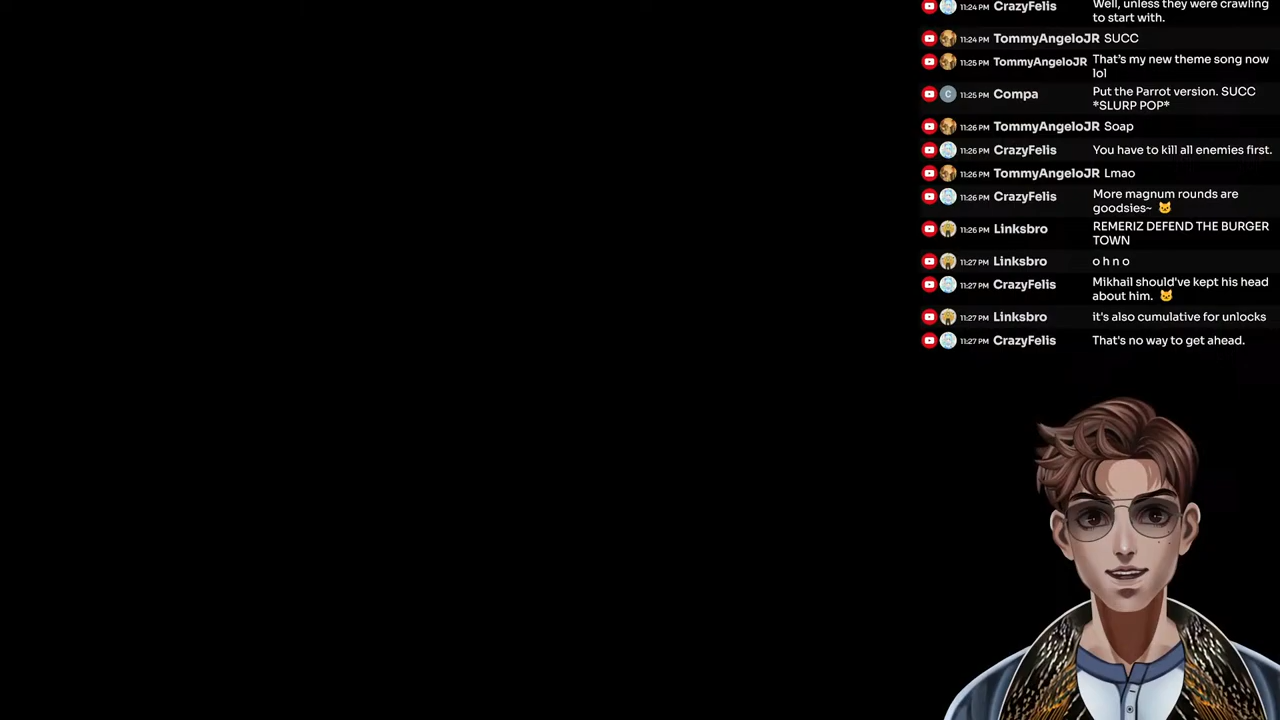 11:24 PM CrazyFelis Well, unless they were crawling
to start with.
11:24 PM TommyAngeloJR SUCC
11:25 PM TommyAngeloJR That's my new theme song now
lol
C Compa 11:25 PM Put the Parrot version. SUCC
*SLURP POP*
11:26 PM TommyAngeloJR Soap
11:26 PM CrazyFelis You have to kill all enemies first.
11:26 PM TommyAngeloJR Lmao
11:26 PM CrazyFelis More magnum rounds are
goodsies~ 🐱
11:26 PM Linksbro REMERIZ DEFEND THE BURGER
TOWN
11:27 PM Linksbro o h n o
11:27 PM CrazyFelis Mikhail should've kept his head
about him. 🐱
11:27 PM Linksbro it's also cumulative for unlocks
11:27 PM CrazyFelis That's no way to get ahead.